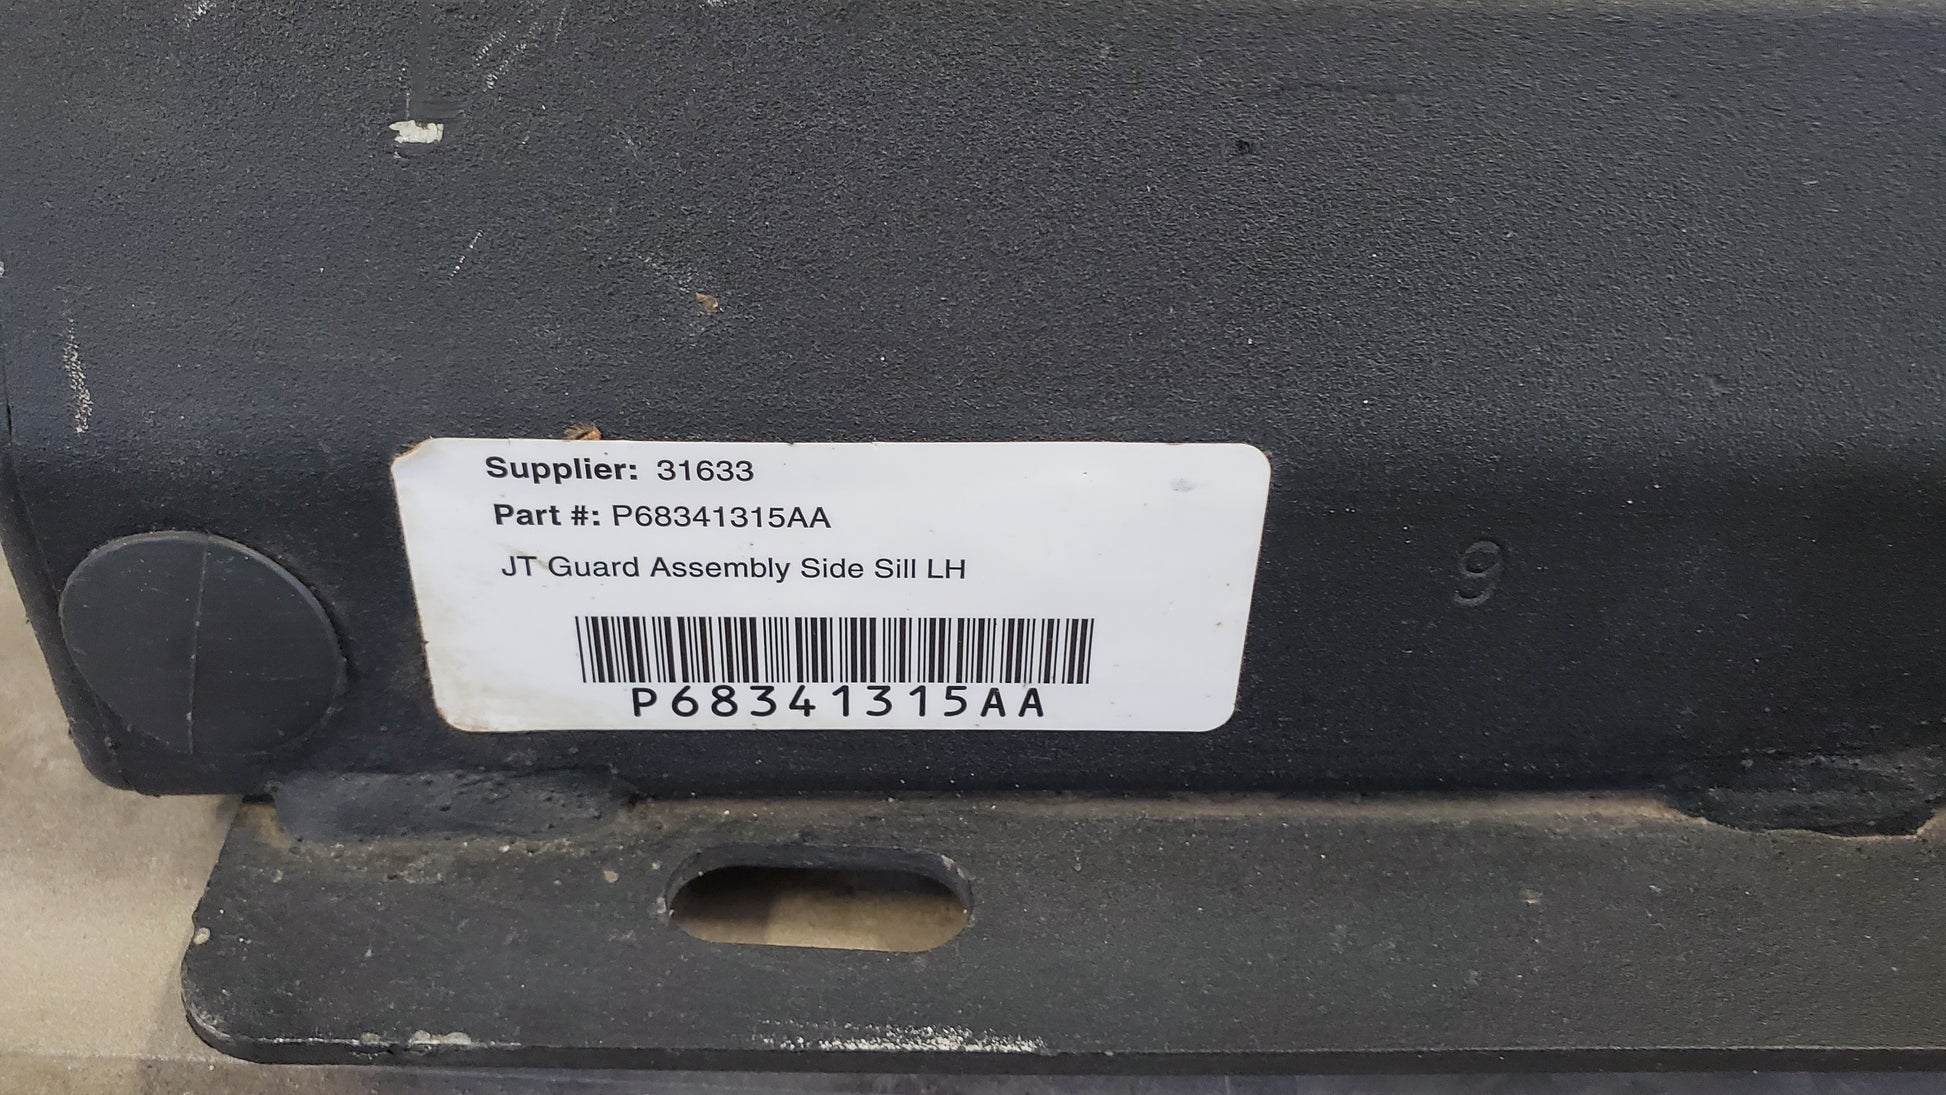 Supplier: 31633
Part #: P68341315AA
JT Guard Assembly Side Sill LH
P68341315AA
9